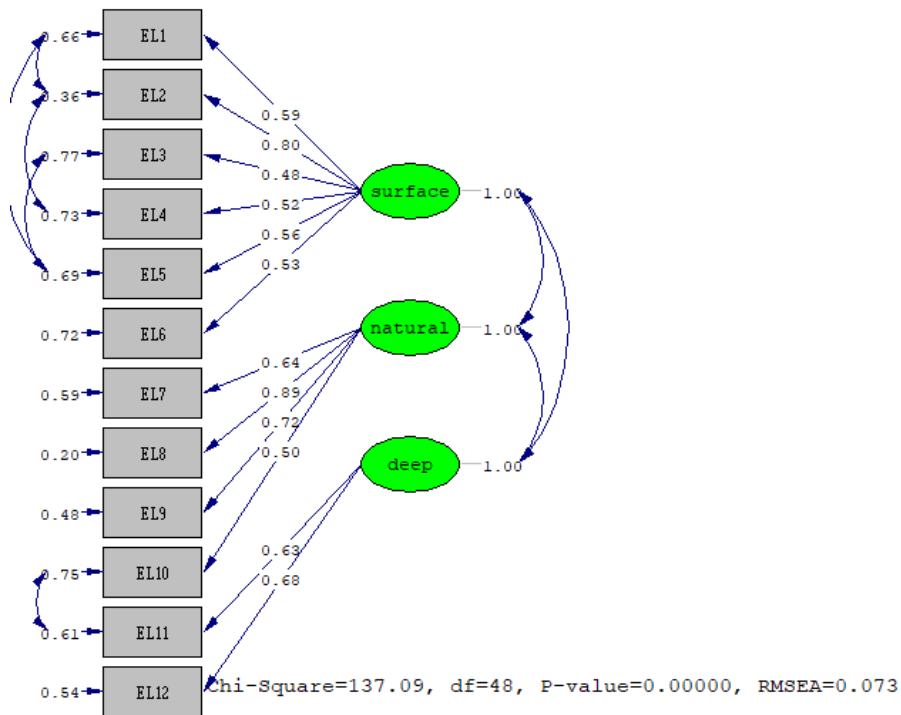 0.66 EL1
0.36 EL2
0.59
0.80
0.77 EL3
0.48
surface 1.00
0.73 EL4
0.52
0.56
0.69 EL5
0.53
0.72 EL6
natural 1.00
0.64
0.59 EL7
0.89
0.72
0.20 EL8
0.50
deep 1.00
0.48 EL9
0.63
0.75 EL10
0.68
0.61 EL11
0.54 EL12
Chi-Square=137.09, df=48, P-value=0.00000, RMSEA=0.073